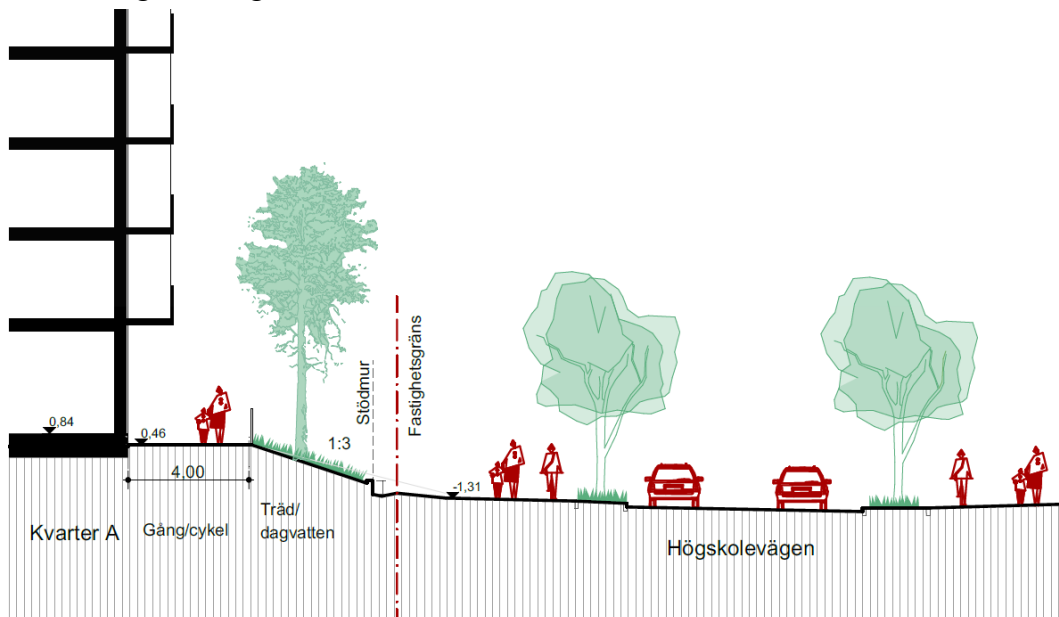 Stödmur
Fastighetsgräns
0,84
0,46
1:3
4,00
-1,31
Kvarter A
Gång/cykel
Träd/
dagvatten
Högskolevägen